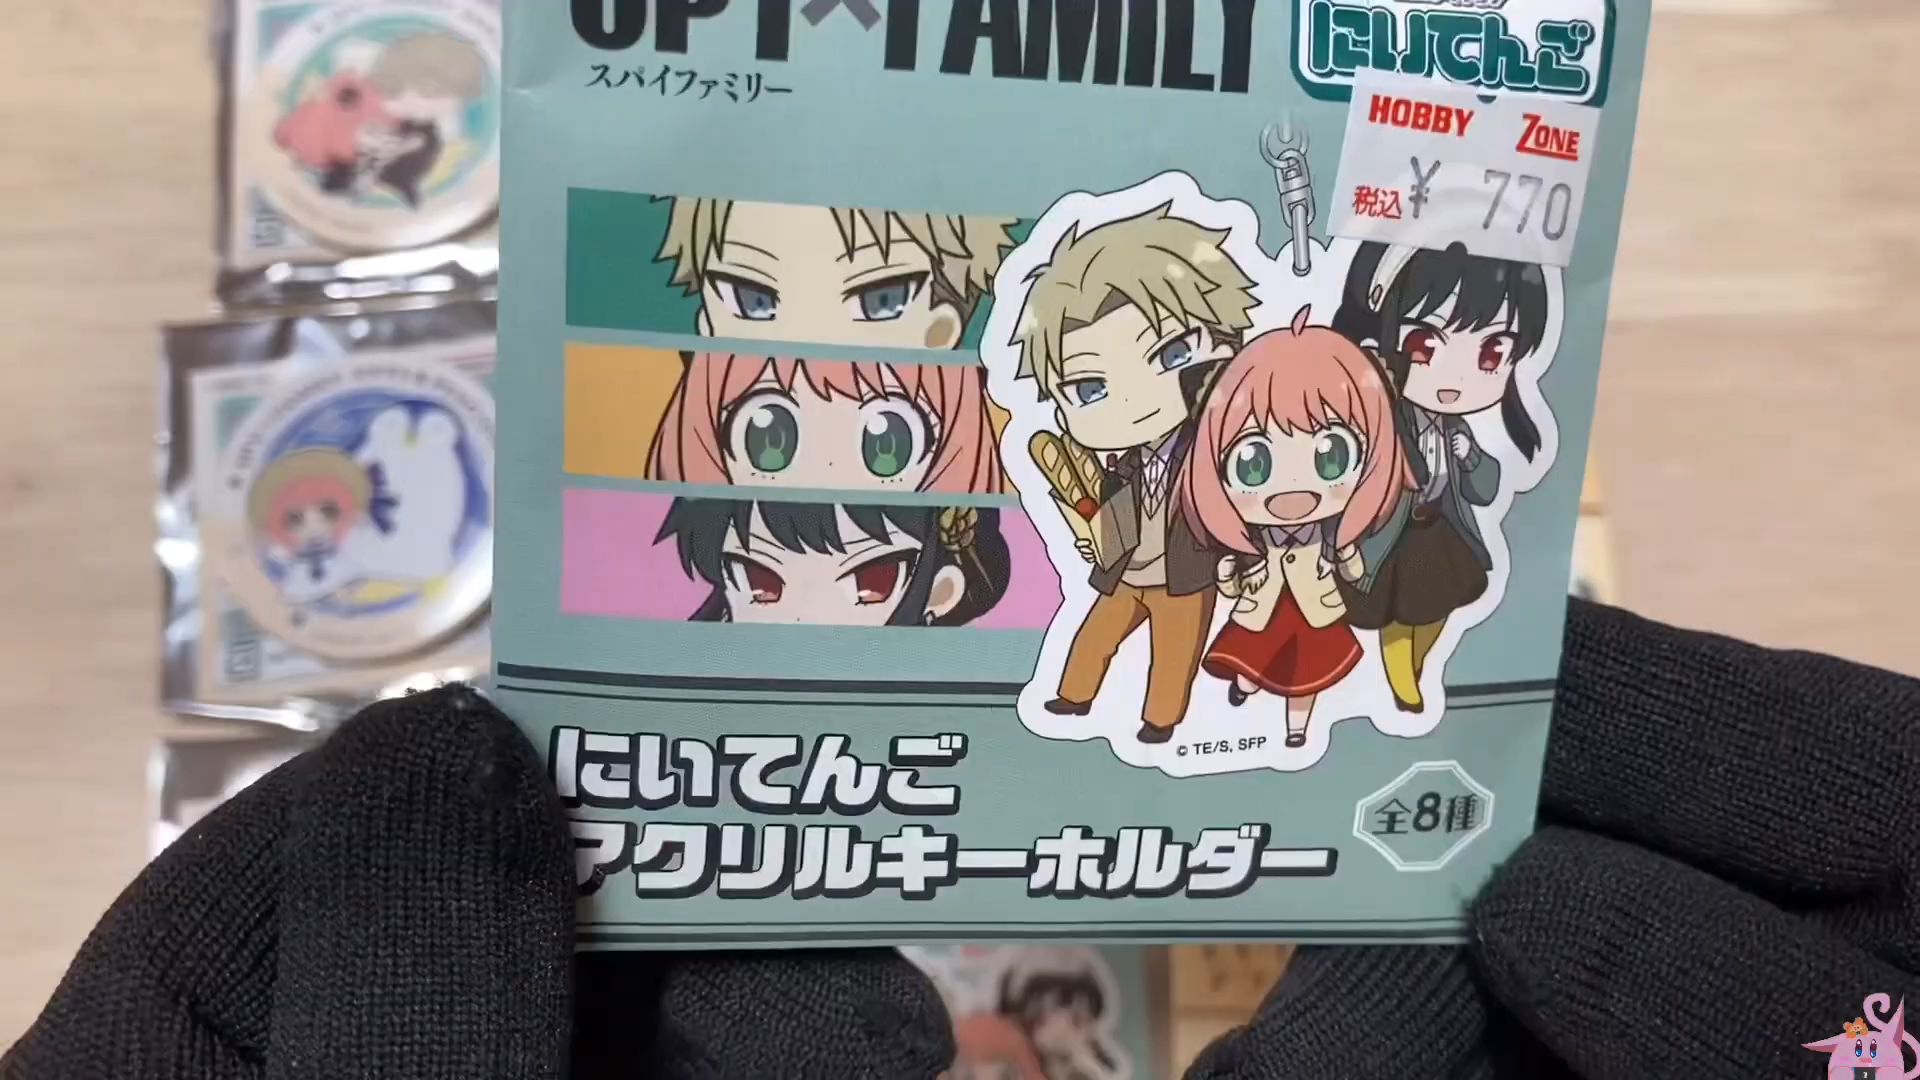 SPY×FAMILY
にいてんご
スパイファミリー
HOBBY ZONE
税込 ¥ 770
© TE/S, SFP
にいてんご
アクリルキーホルダー
全8種